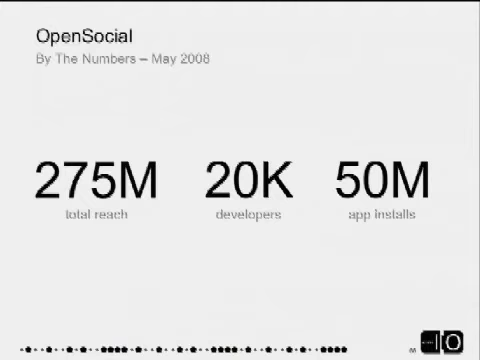 OpenSocial
By The Numbers – May 2008
275M 20K 50M
total reach developers app installs
IO